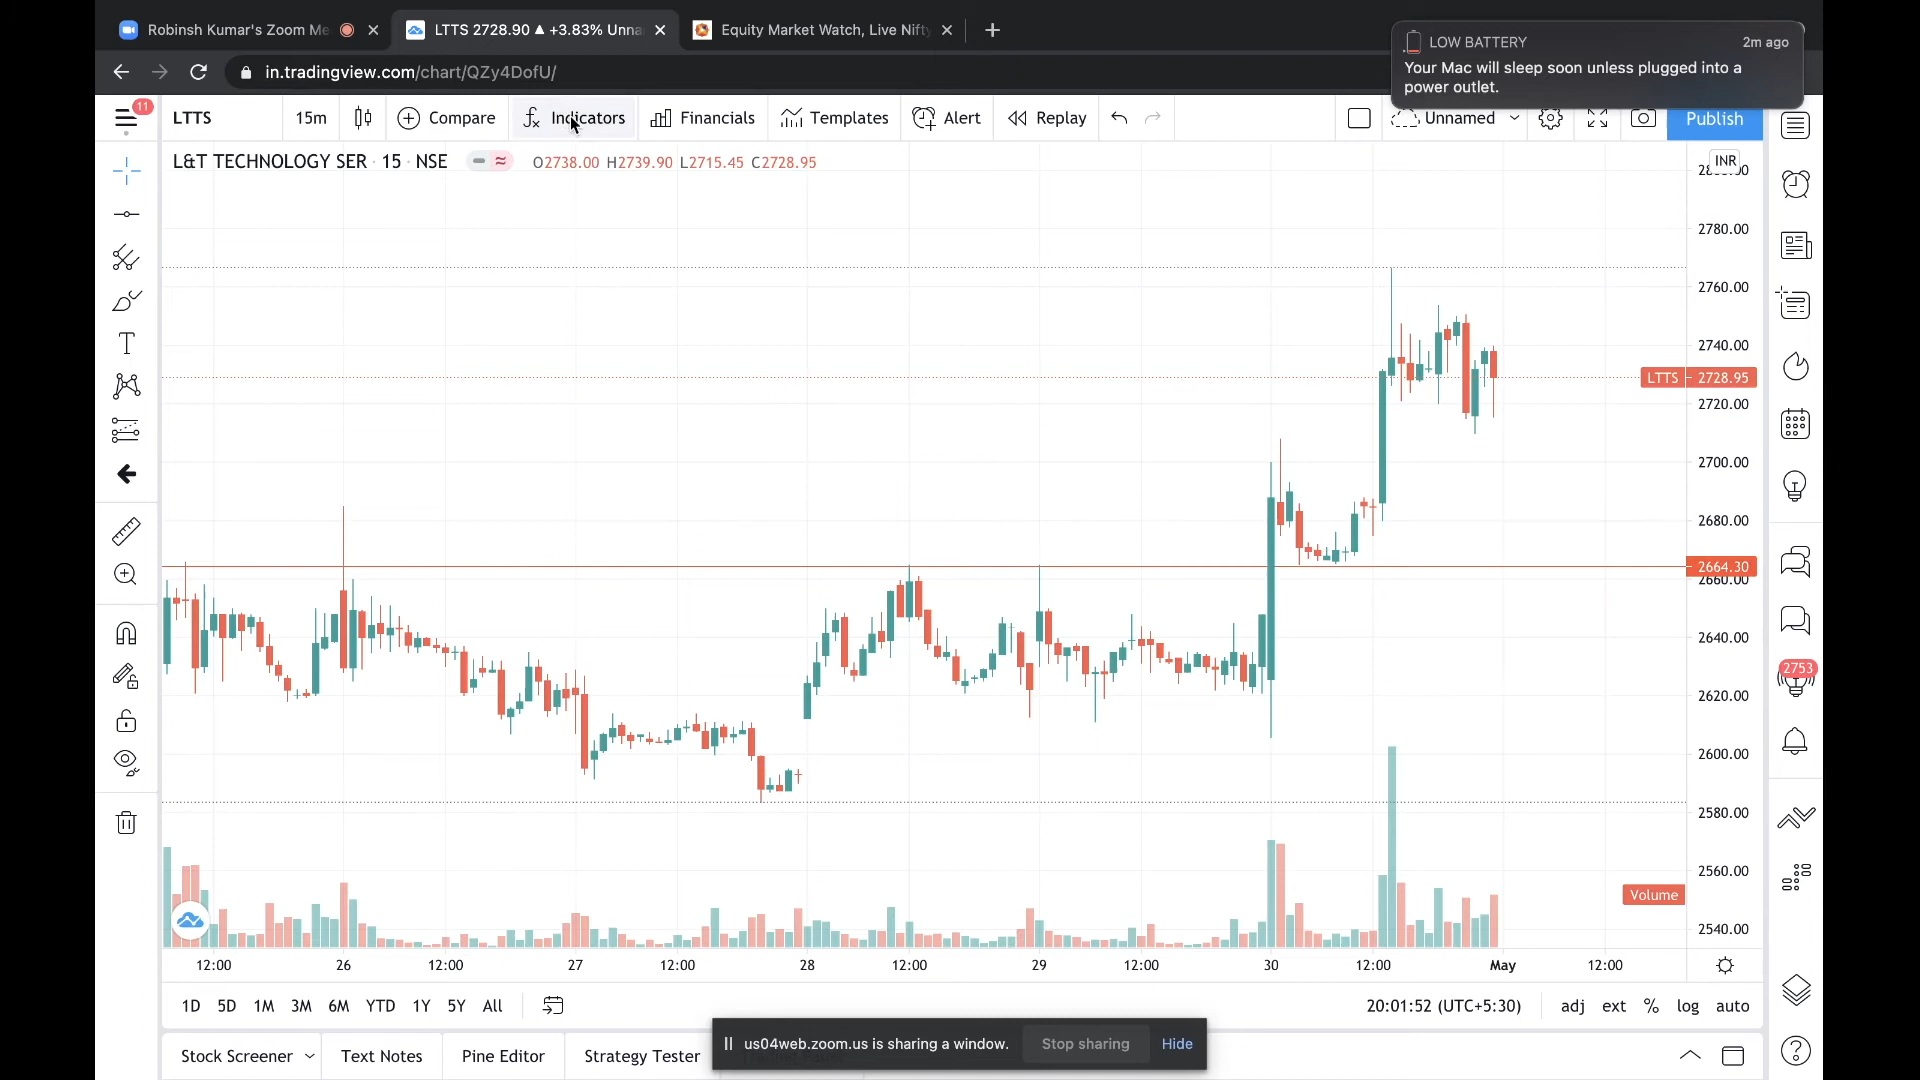 Robinsh Kumar's Zoom Me
LTTS 2728.90 ▲ +3.83% Unna
Equity Market Watch, Live Nifty
in.tradingview.com/chart/QZy4DofU/
LOW BATTERY 2m ago
Your Mac will sleep soon unless plugged into a
power outlet.
11
LTTS 15m Compare Indicators Financials Templates Alert Replay Unnamed Publish
L&T TECHNOLOGY SER · 15 · NSE O2738.00 H2739.90 L2715.45 C2728.95
INR
2780.00
2760.00
2740.00
LTTS 2728.95
2720.00
2700.00
2680.00
2664.30
2660.00
2640.00
2620.00
2600.00
2580.00
2560.00
Volume
2540.00
2753
12:00 26 12:00 27 12:00 28 12:00 29 12:00 30 12:00 May 12:00
1D 5D 1M 3M 6M YTD 1Y 5Y All 20:01:52 (UTC+5:30) adj ext % log auto
us04web.zoom.us is sharing a window. Stop sharing Hide
Stock Screener Text Notes Pine Editor Strategy Tester